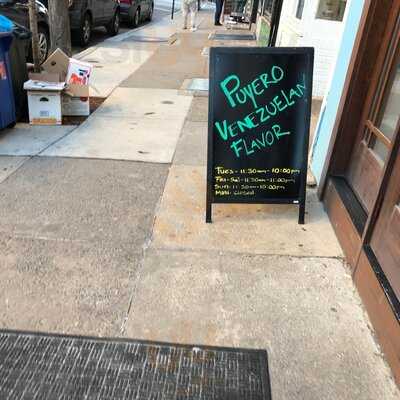 Puyero
Venezuelan
Flavor
Tues - 11:30am - 10:00pm
Fri - Sat - 11:30am - 11:00pm
Sun - 11:30am - 10:00pm
Mon - closed